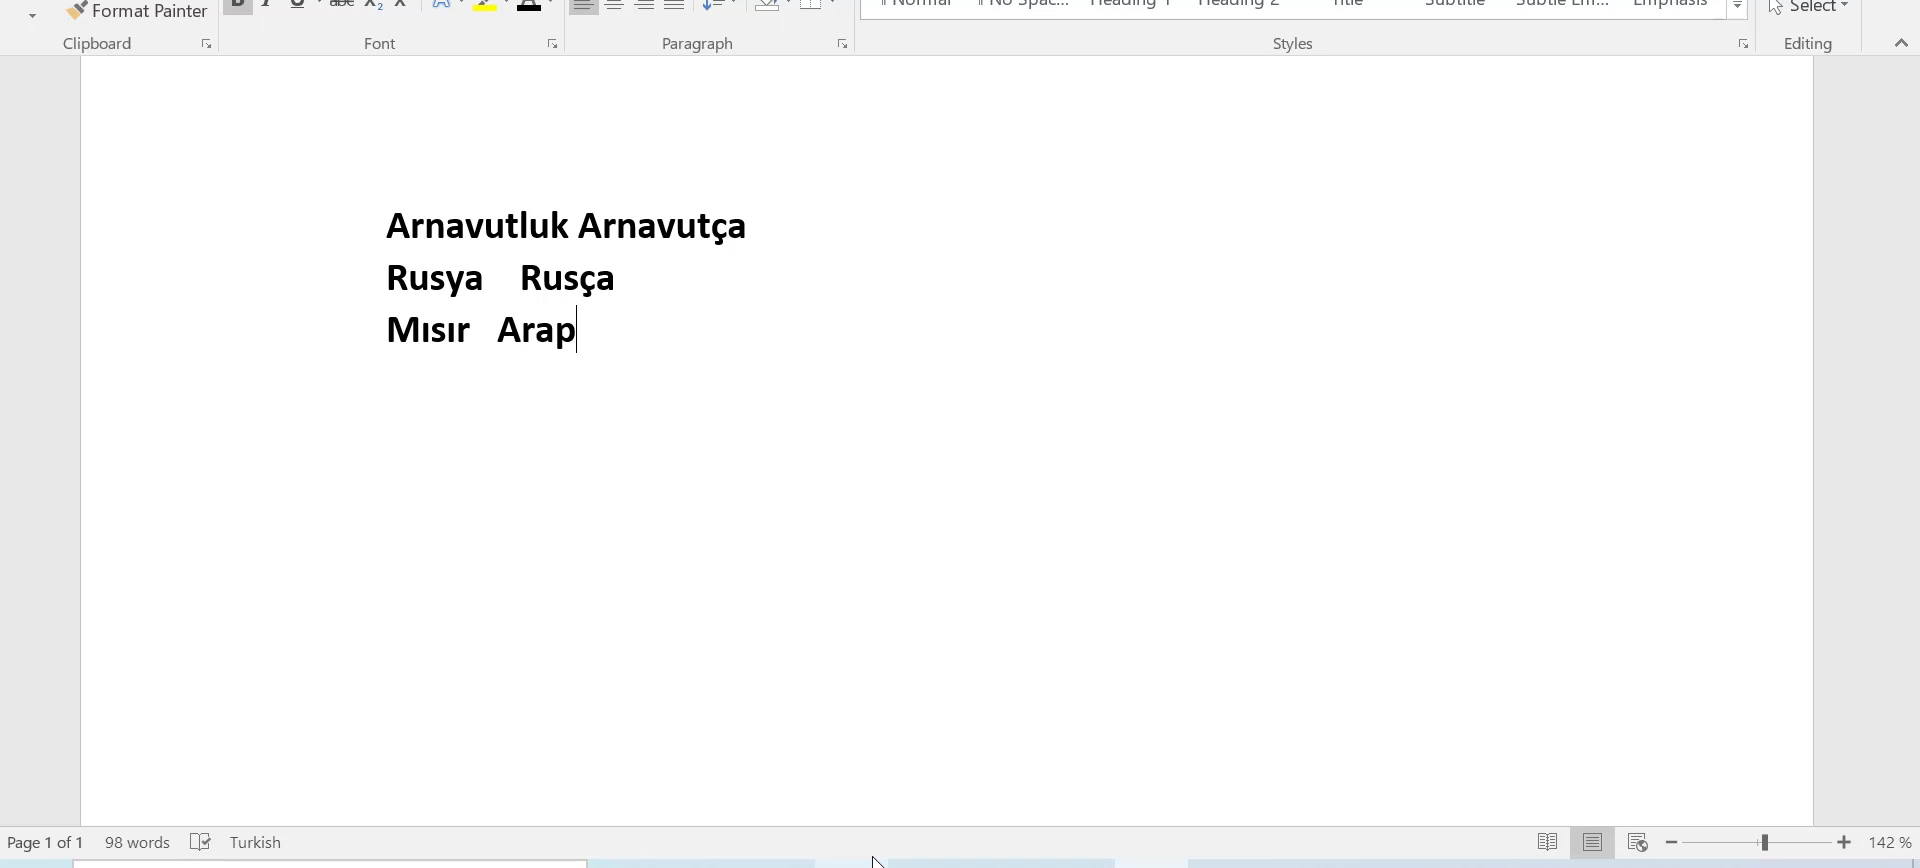 Format Painter
Clipboard
Font
Paragraph
Styles
Select
Editing
Arnavutluk Arnavutça
Rusya Rusça
Mısır Arap
Page 1 of 1 98 words Turkish 142 %